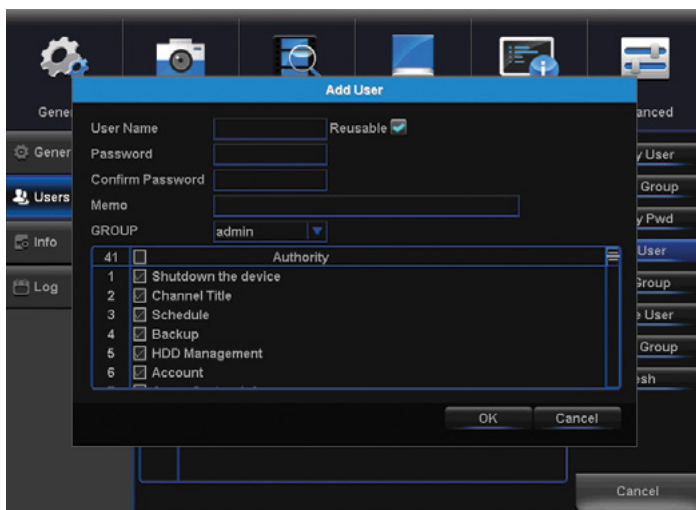 Add User
Gene
anced
User Name
Reusable
Password
Confirm Password
Memo
GROUP
admin
41
Authority
1 Shutdown the device
2 Channel Title
3 Schedule
4 Backup
5 HDD Management
6 Account
OK
Cancel
Gener
Users
Info
Log
y User
Group
y Pwd
User
Group
e User
Group
esh
Cancel